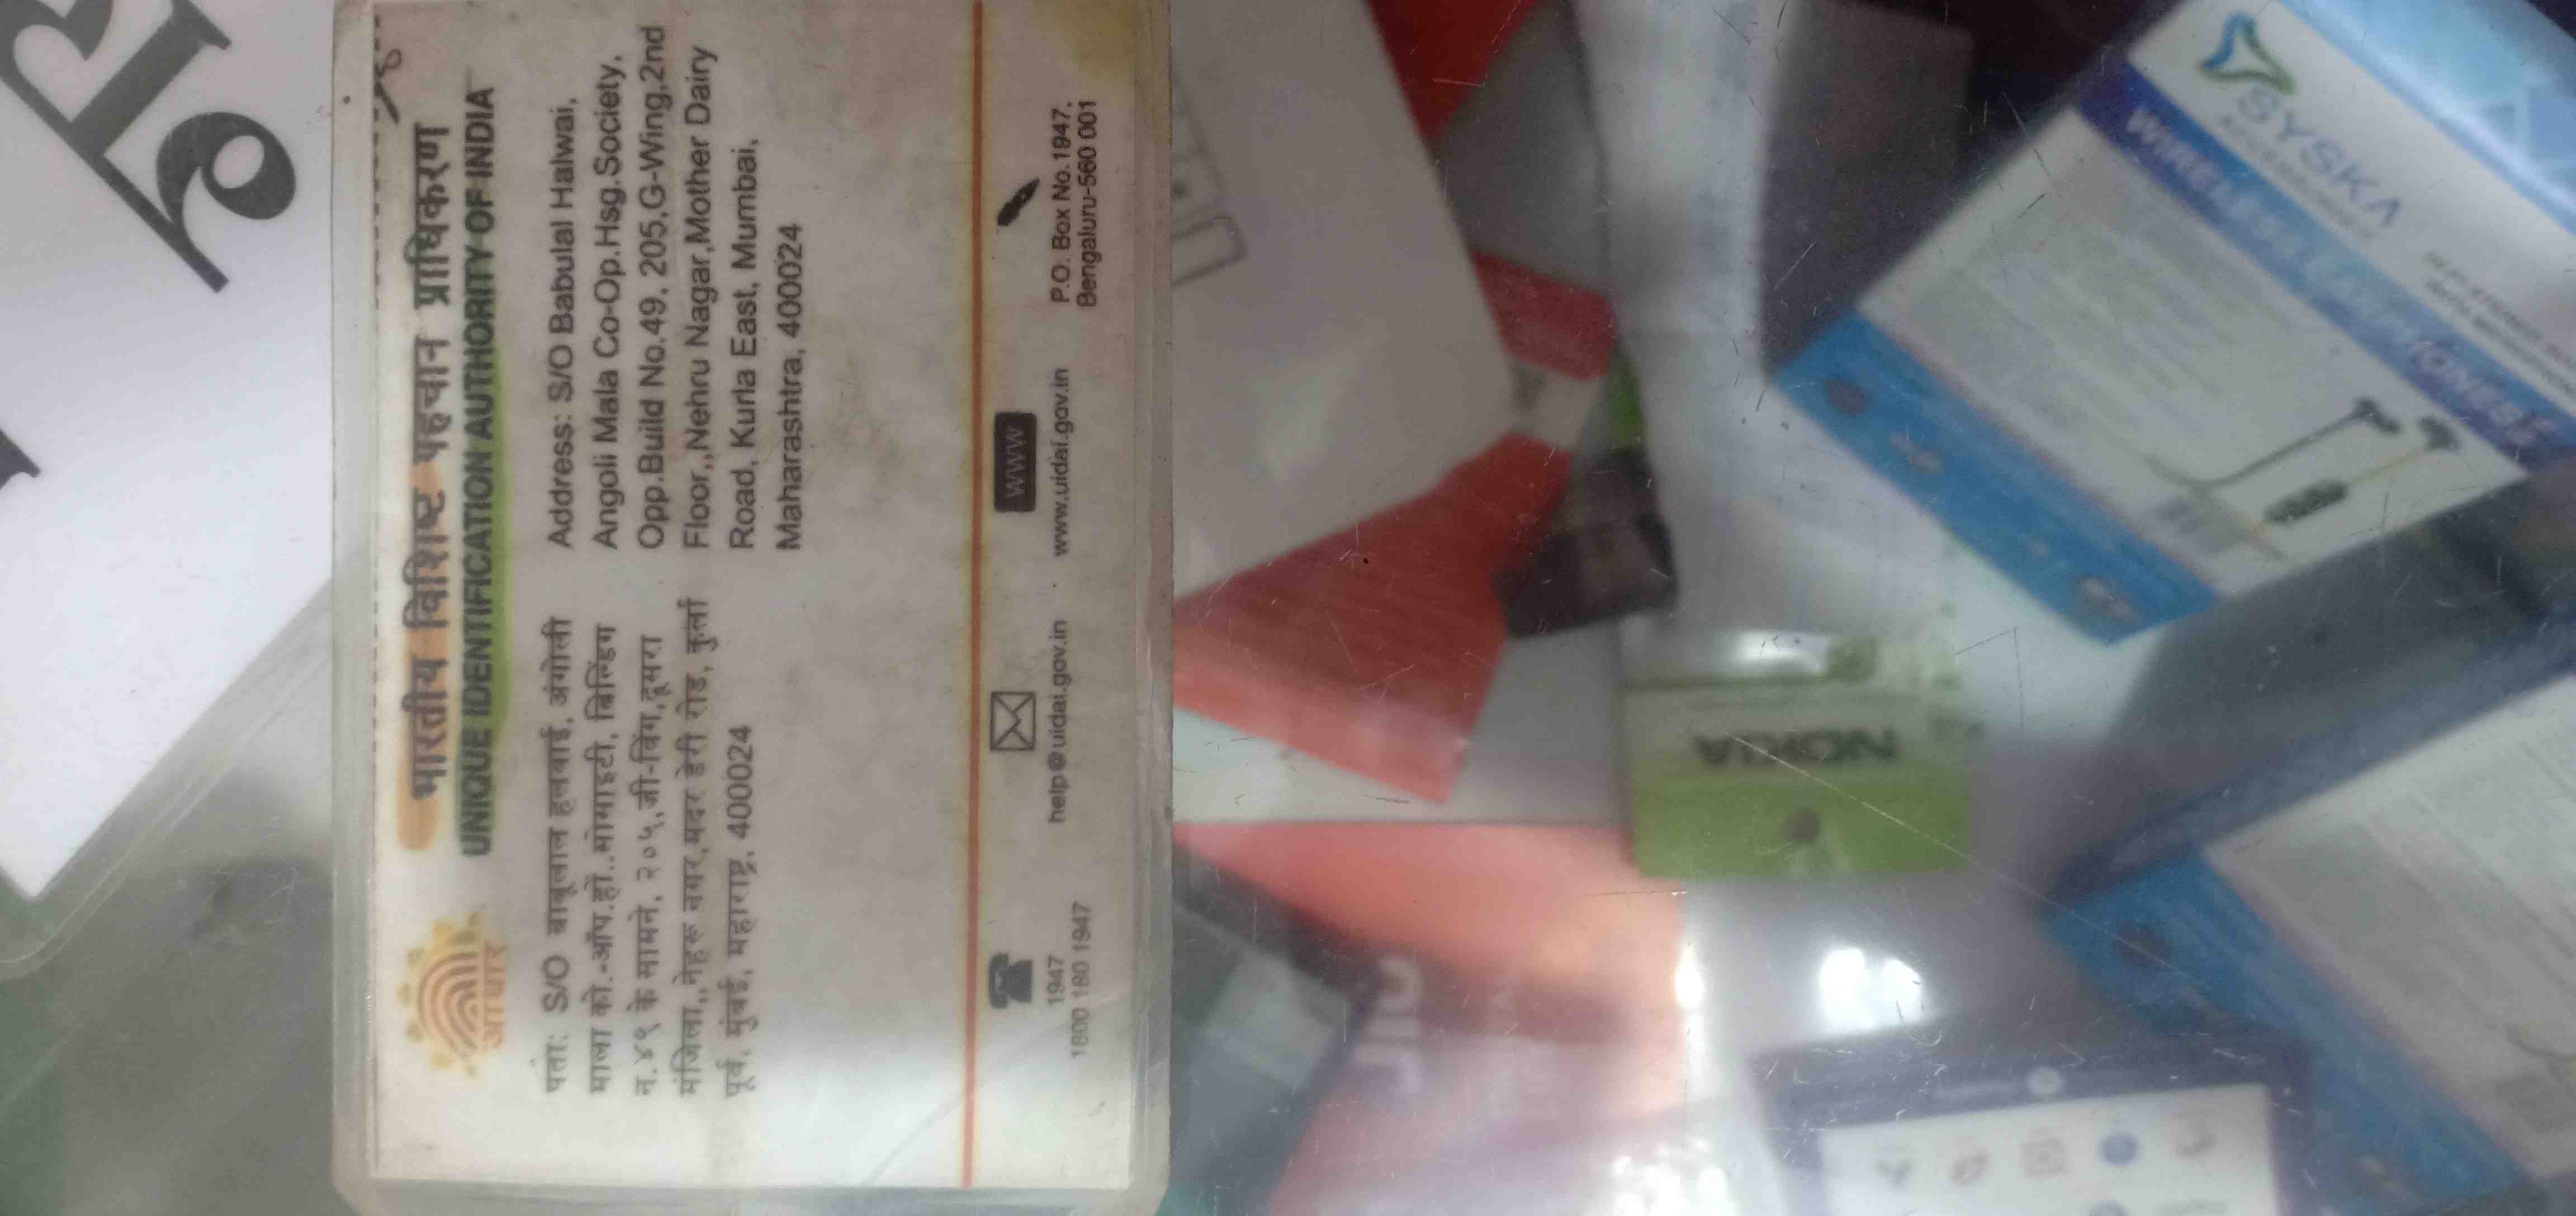 भारतीय विशिष्ट पहचान प्राधिकरण
UNIQUE IDENTIFICATION AUTHORITY OF INDIA
आधार
पता: S/O बाबूलाल हलवाई, अंगोली
माला को.-ऑप.हौ..सोसाइटी, बिल्डिंग
न.४९ के सामने, २०५,जी-विंग,दूसरा
मंजिला,,नेहरू नगर,मदर डेरी रोड, कुर्ला
पूर्व, मुंबई, महाराष्ट्र, 400024
Address: S/O Babulal Halwai,
Angoli Mala Co-Op.Hsg.Society,
Opp.Build No.49, 205,G-Wing,2nd
Floor,,Nehru Nagar,Mother Dairy
Road, Kurla East, Mumbai,
Maharashtra, 400024
1947
1800 180 1947
help@uidai.gov.in
WWW
www.uidai.gov.in
P.O. Box No.1947,
Bengaluru-560 001
SYSKA
ACCESSORIES
WIRELESS EARPHONES
NOKIA